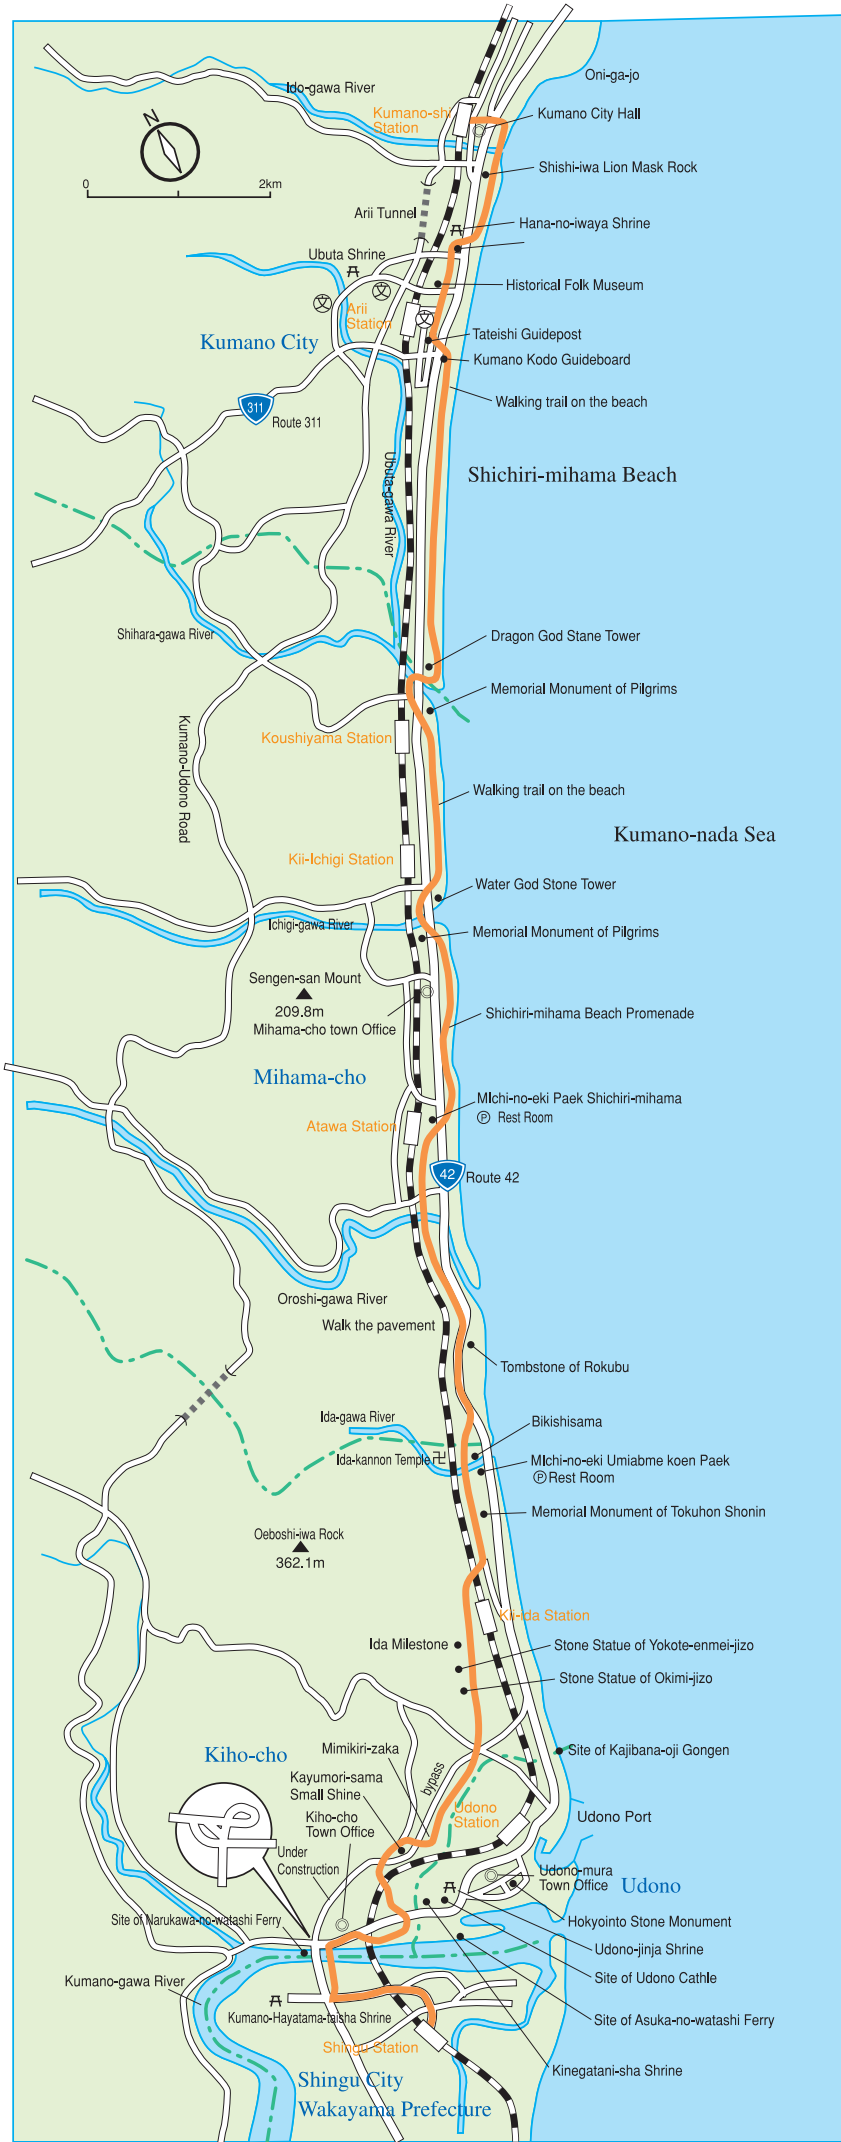 Oni-ga-jo
Ido-gawa River
Kumano-shi
Station
Kumano City Hall
N
Shishi-iwa Lion Mask Rock
0
2km
Arii Tunnel
Hana-no-iwaya Shrine
Ubuta Shrine
Historical Folk Museum
文
文
Arii
Station
文
Tateishi Guidepost
Kumano City
Kumano Kodo Guideboard
Walking trail on the beach
311
Route 311
Shichiri-mihama Beach
Ubuta-gawa River
Shihara-gawa River
Dragon God Stane Tower
Memorial Monument of Pilgrims
Koushiyama Station
Kumano-Udono Road
Walking trail on the beach
Kumano-nada Sea
Kii-Ichigi Station
Water God Stone Tower
Ichigi-gawa River
Memorial Monument of Pilgrims
Sengen-san Mount
209.8m
Shichiri-mihama Beach Promenade
Mihama-cho town Office
Mihama-cho
MIchi-no-eki Paek Shichiri-mihama
P Rest Room
Atawa Station
42
Route 42
Oroshi-gawa River
Walk the pavement
Tombstone of Rokubu
Ida-gawa River
Bikishisama
Ida-kannon Temple 卍
MIchi-no-eki Umiabme koen Paek
P Rest Room
Memorial Monument of Tokuhon Shonin
Oeboshi-iwa Rock
362.1m
Kii-ida Station
Ida Milestone
Stone Statue of Yokote-enmei-jizo
Stone Statue of Okimi-jizo
Mimikiri-zaka
Site of Kajibana-oji Gongen
Kiho-cho
Kayumori-sama
Small Shine
bypass
Udono
Station
Udono Port
Kiho-cho
Town Office
Under
Construction
Udono-mura
Town Office
Udono
Hokyointo Stone Monument
Site of Narukawa-no-watashi Ferry
Udono-jinja Shrine
Site of Udono Cathle
Kumano-gawa River
Kumano-Hayatama-taisha Shrine
Site of Asuka-no-watashi Ferry
Shingu Station
Kinegatani-sha Shrine
Shingu City
Wakayama Prefecture